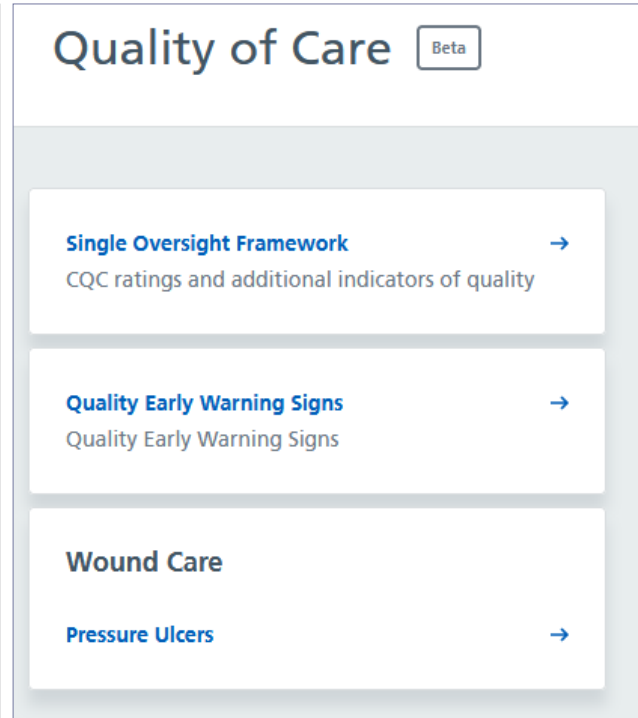 Quality of Care Beta
Single Oversight Framework →
CQC ratings and additional indicators of quality
Quality Early Warning Signs →
Quality Early Warning Signs
Wound Care
Pressure Ulcers →